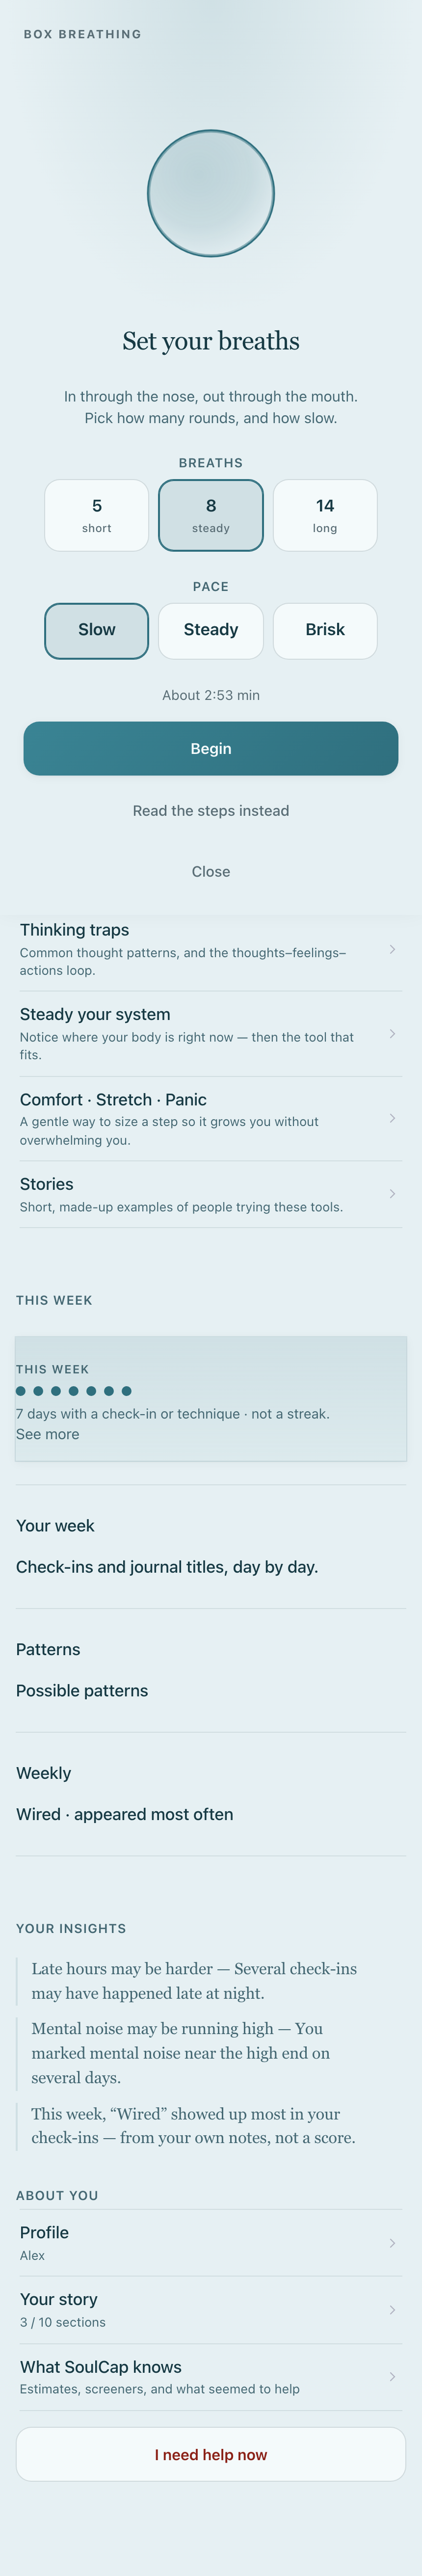 BOX BREATHING
Set your breaths
In through the nose, out through the mouth.
Pick how many rounds, and how slow.
BREATHS
5
short
8
steady
14
long
PACE
Slow
Steady
Brisk
About 2:53 min
Begin
Read the steps instead
Close
Thinking traps
Common thought patterns, and the thoughts–feelings–
actions loop.
Steady your system
Notice where your body is right now — then the tool that
fits.
Comfort · Stretch · Panic
A gentle way to size a step so it grows you without
overwhelming you.
Stories
Short, made-up examples of people trying these tools.
THIS WEEK
THIS WEEK
7 days with a check-in or technique · not a streak.
See more
Your week
Check-ins and journal titles, day by day.
Patterns
Possible patterns
Weekly
Wired · appeared most often
YOUR INSIGHTS
Late hours may be harder — Several check-ins
may have happened late at night.
Mental noise may be running high — You
marked mental noise near the high end on
several days.
This week, “Wired” showed up most in your
check-ins — from your own notes, not a score.
ABOUT YOU
Profile
Alex
Your story
3 / 10 sections
What SoulCap knows
Estimates, screeners, and what seemed to help
I need help now